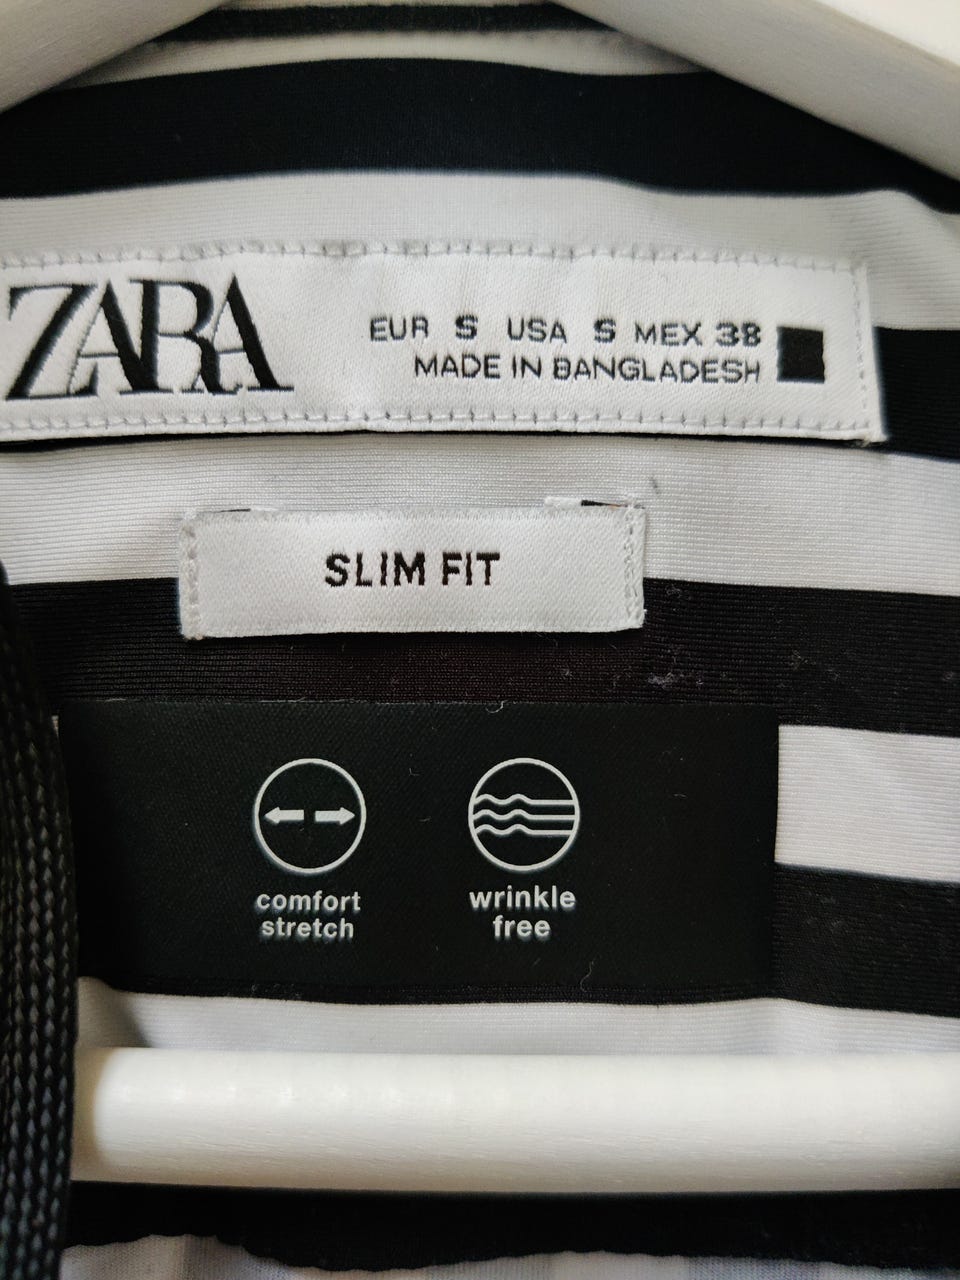 ZARA
EUR S USA S MEX 38
MADE IN BANGLADESH
SLIM FIT
comfort
stretch
wrinkle
free